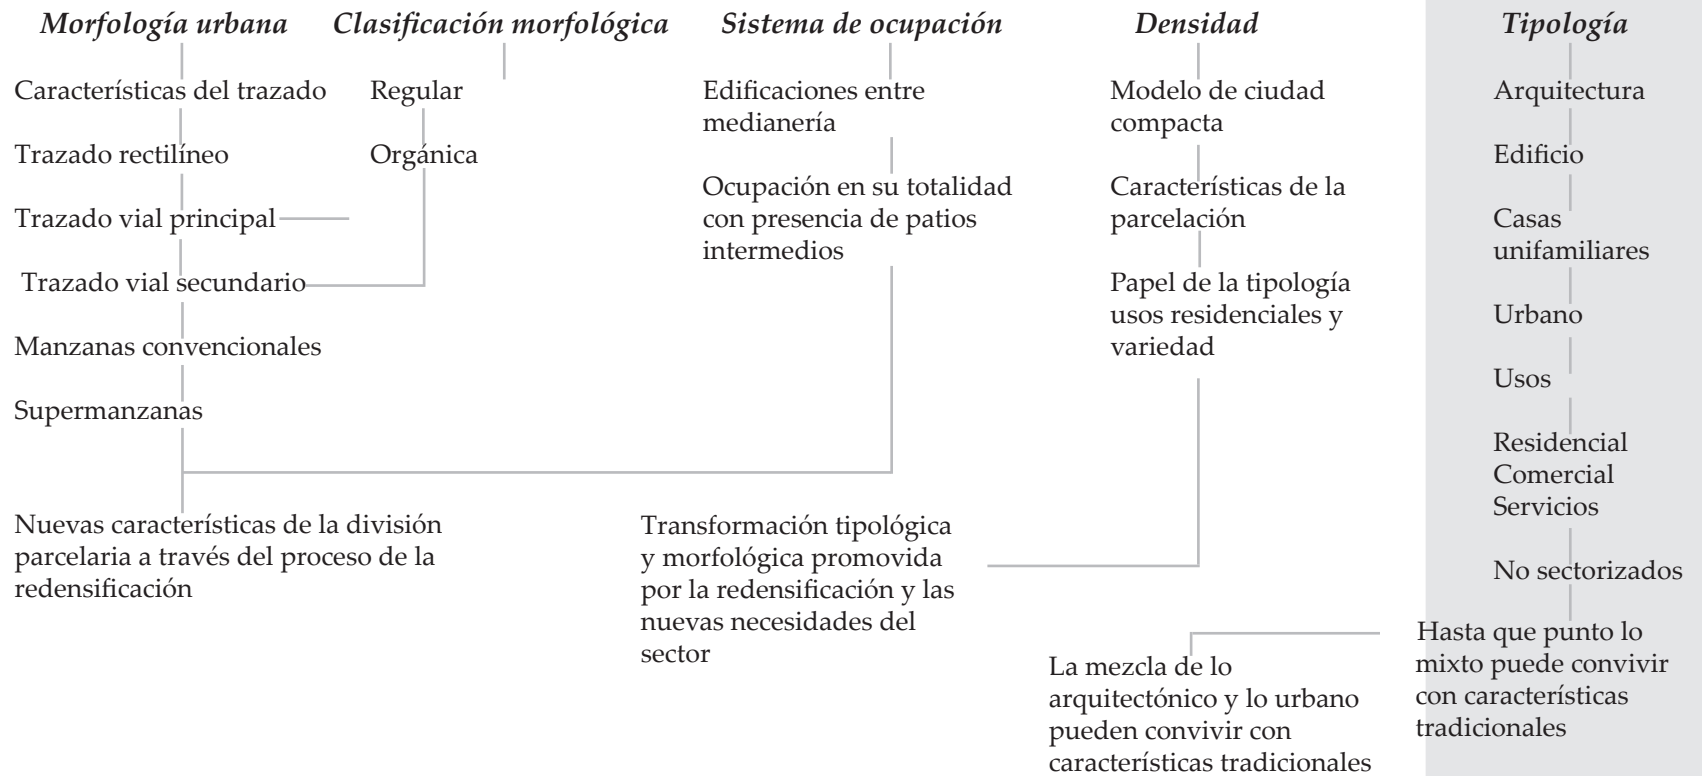 Morfología urbana
Características del trazado
Trazado rectilíneo
Trazado vial principal
Trazado vial secundario
Manzanas convencionales
Supermanzanas
Nuevas características de la división
parcelaria a través del proceso de la
redensificación
Clasificación morfológica
Regular
Orgánica
Sistema de ocupación
Edificaciones entre
medianería
Ocupación en su totalidad
con presencia de patios
intermedios
Densidad
Modelo de ciudad
compacta
Características de la
parcelación
Papel de la tipología
usos residenciales y
variedad
Transformación tipológica
y morfológica promovida
por la redensificación y las
nuevas necesidades del
sector
Tipología
Arquitectura
Edificio
Casas
unifamiliares
Urbano
Usos
Residencial
Comercial
Servicios
No sectorizados
Hasta que punto lo
mixto puede convivir
con características
tradicionales
La mezcla de lo
arquitectónico y lo urbano
pueden convivir con
características tradicionales